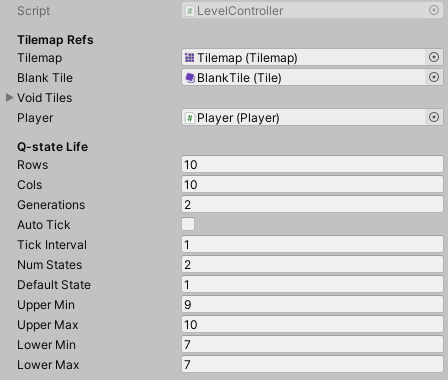 Script LevelController
Tilemap Refs
Tilemap Tilemap (Tilemap)
Blank Tile BlankTile (Tile)
Void Tiles
Player Player (Player)
Q-state Life
Rows 10
Cols 10
Generations 2
Auto Tick
Tick Interval 1
Num States 2
Default State 1
Upper Min 9
Upper Max 10
Lower Min 7
Lower Max 7